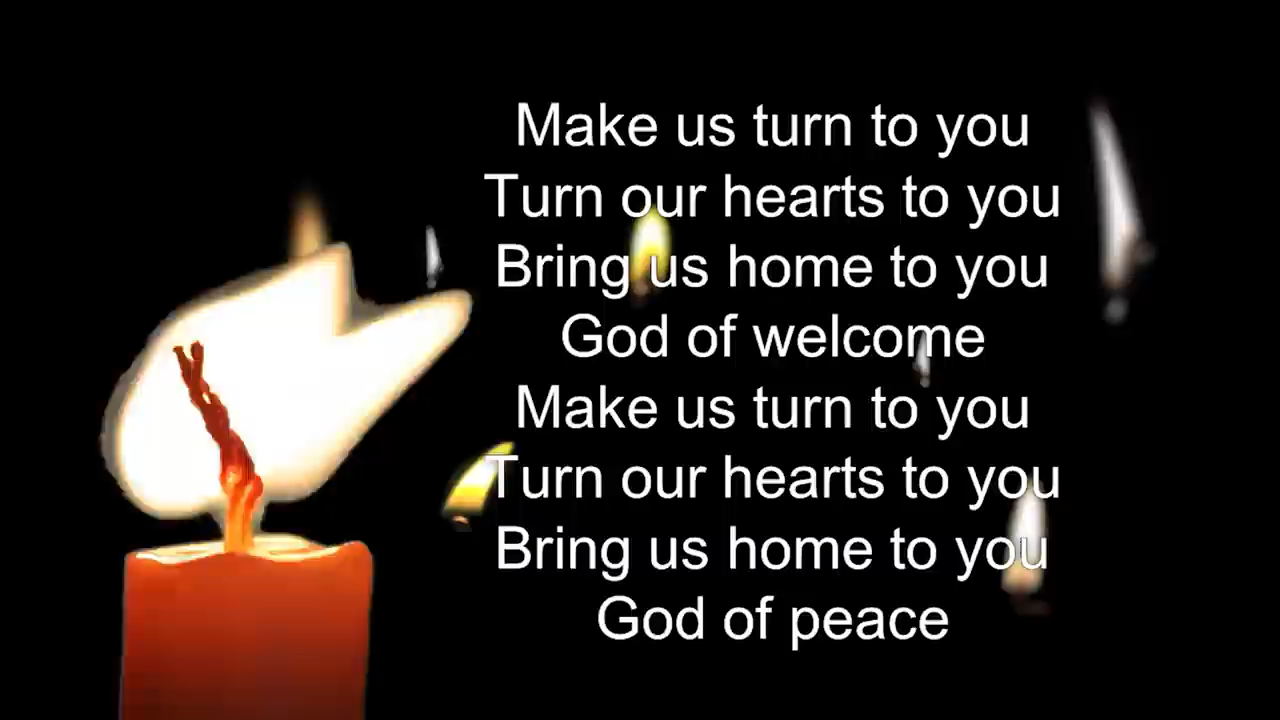 Make us turn to you
Turn our hearts to you
Bring us home to you
God of welcome
Make us turn to you
Turn our hearts to you
Bring us home to you
God of peace